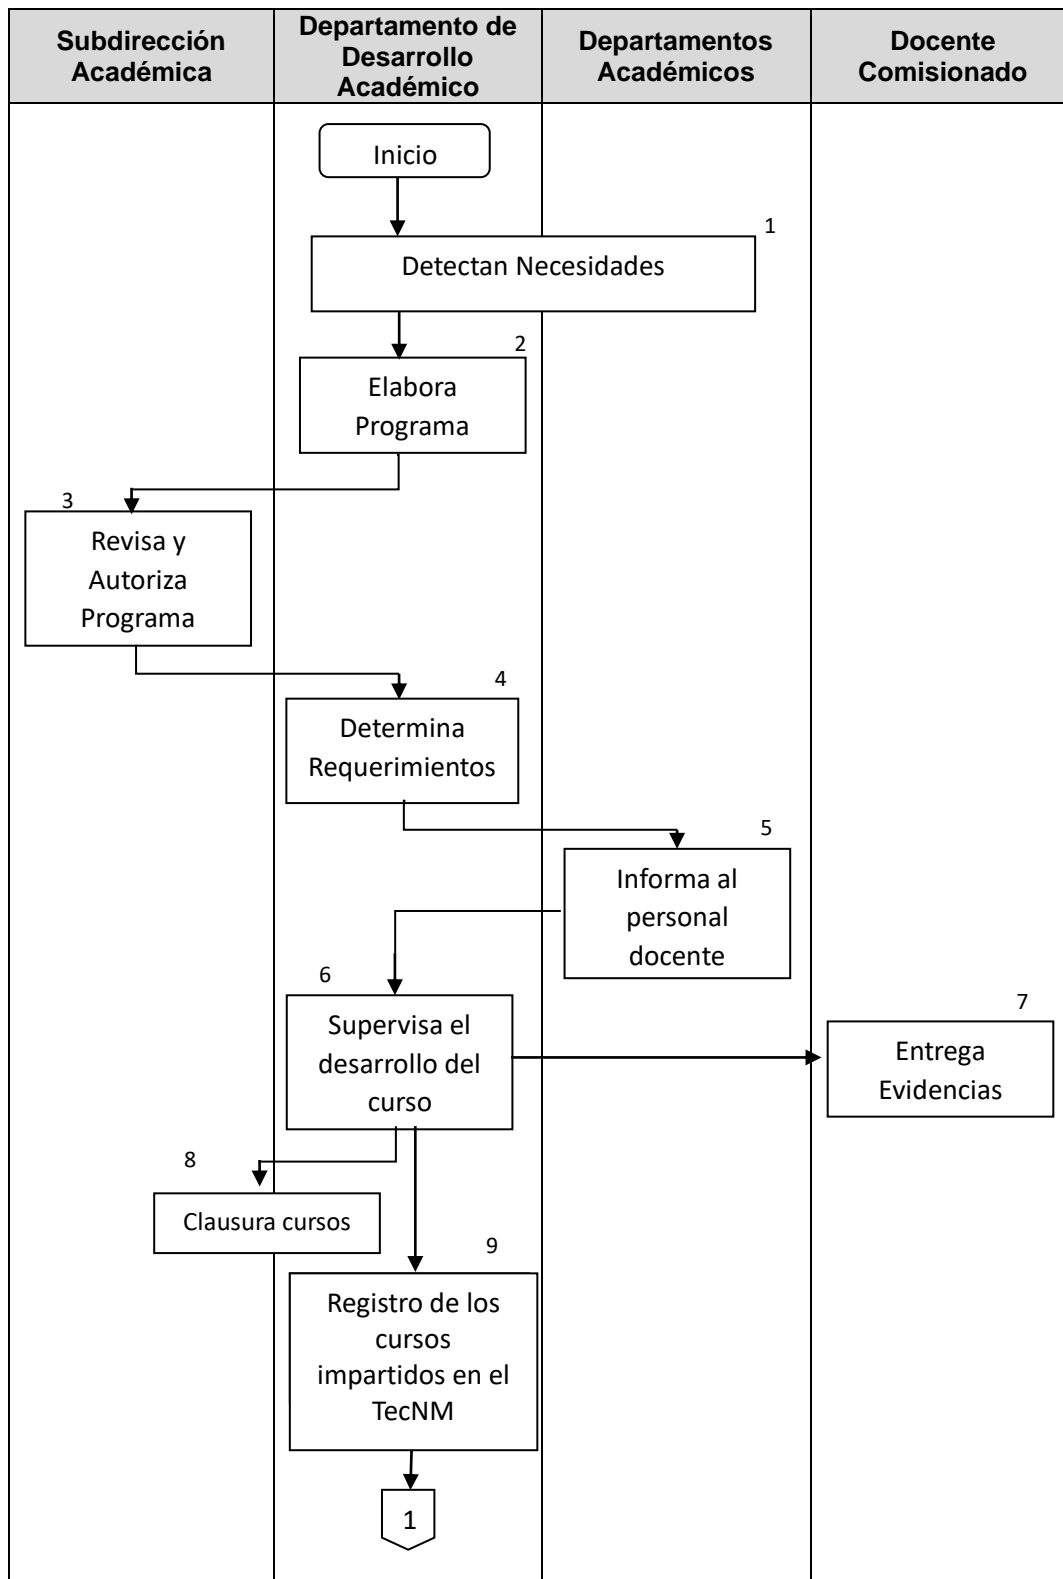 Subdirección
Académica
Departamento de
Desarrollo
Académico
Departamentos
Académicos
Docente
Comisionado
Inicio
1
Detectan Necesidades
2
Elabora
Programa
3
Revisa y
Autoriza
Programa
4
Determina
Requerimientos
5
Informa al
personal
docente
6
Supervisa el
desarrollo del
curso
7
Entrega
Evidencias
8
Clausura cursos
9
Registro de los
cursos
impartidos en el
TecNM
1